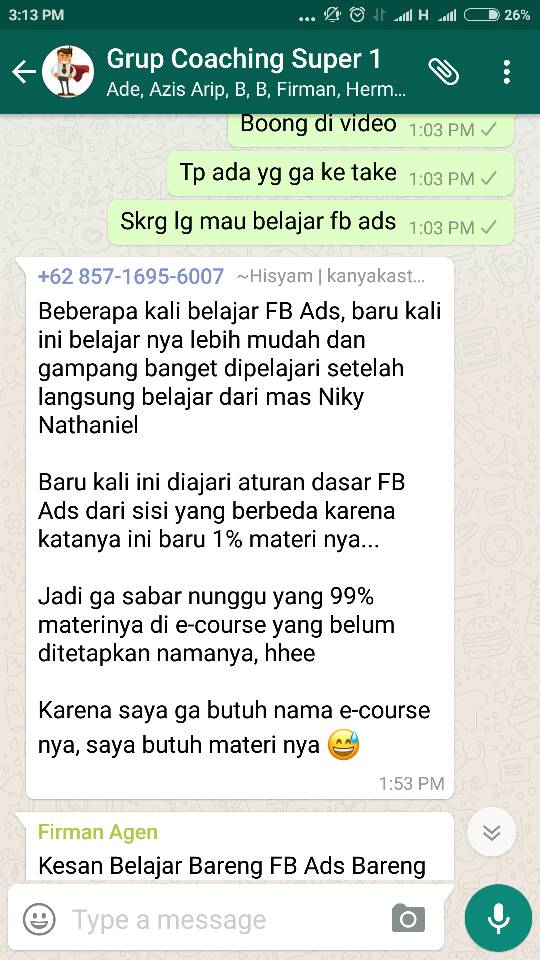 3:13 PM
H
26%
Grup Coaching Super 1
Ade, Azis Arip, B, B, Firman, Herm...
Boong di video 1:03 PM
Tp ada yg ga ke take 1:03 PM
Skrg lg mau belajar fb ads 1:03 PM
+62 857-1695-6007 ~Hisyam | kanyakast...
Beberapa kali belajar FB Ads, baru kali
ini belajar nya lebih mudah dan
gampang banget dipelajari setelah
langsung belajar dari mas Niky
Nathaniel
Baru kali ini diajari aturan dasar FB
Ads dari sisi yang berbeda karena
katanya ini baru 1% materi nya...
Jadi ga sabar nunggu yang 99%
materinya di e-course yang belum
ditetapkan namanya, hhee
Karena saya ga butuh nama e-course
nya, saya butuh materi nya 😅
1:53 PM
Firman Agen
Kesan Belajar Bareng FB Ads Bareng
Type a message